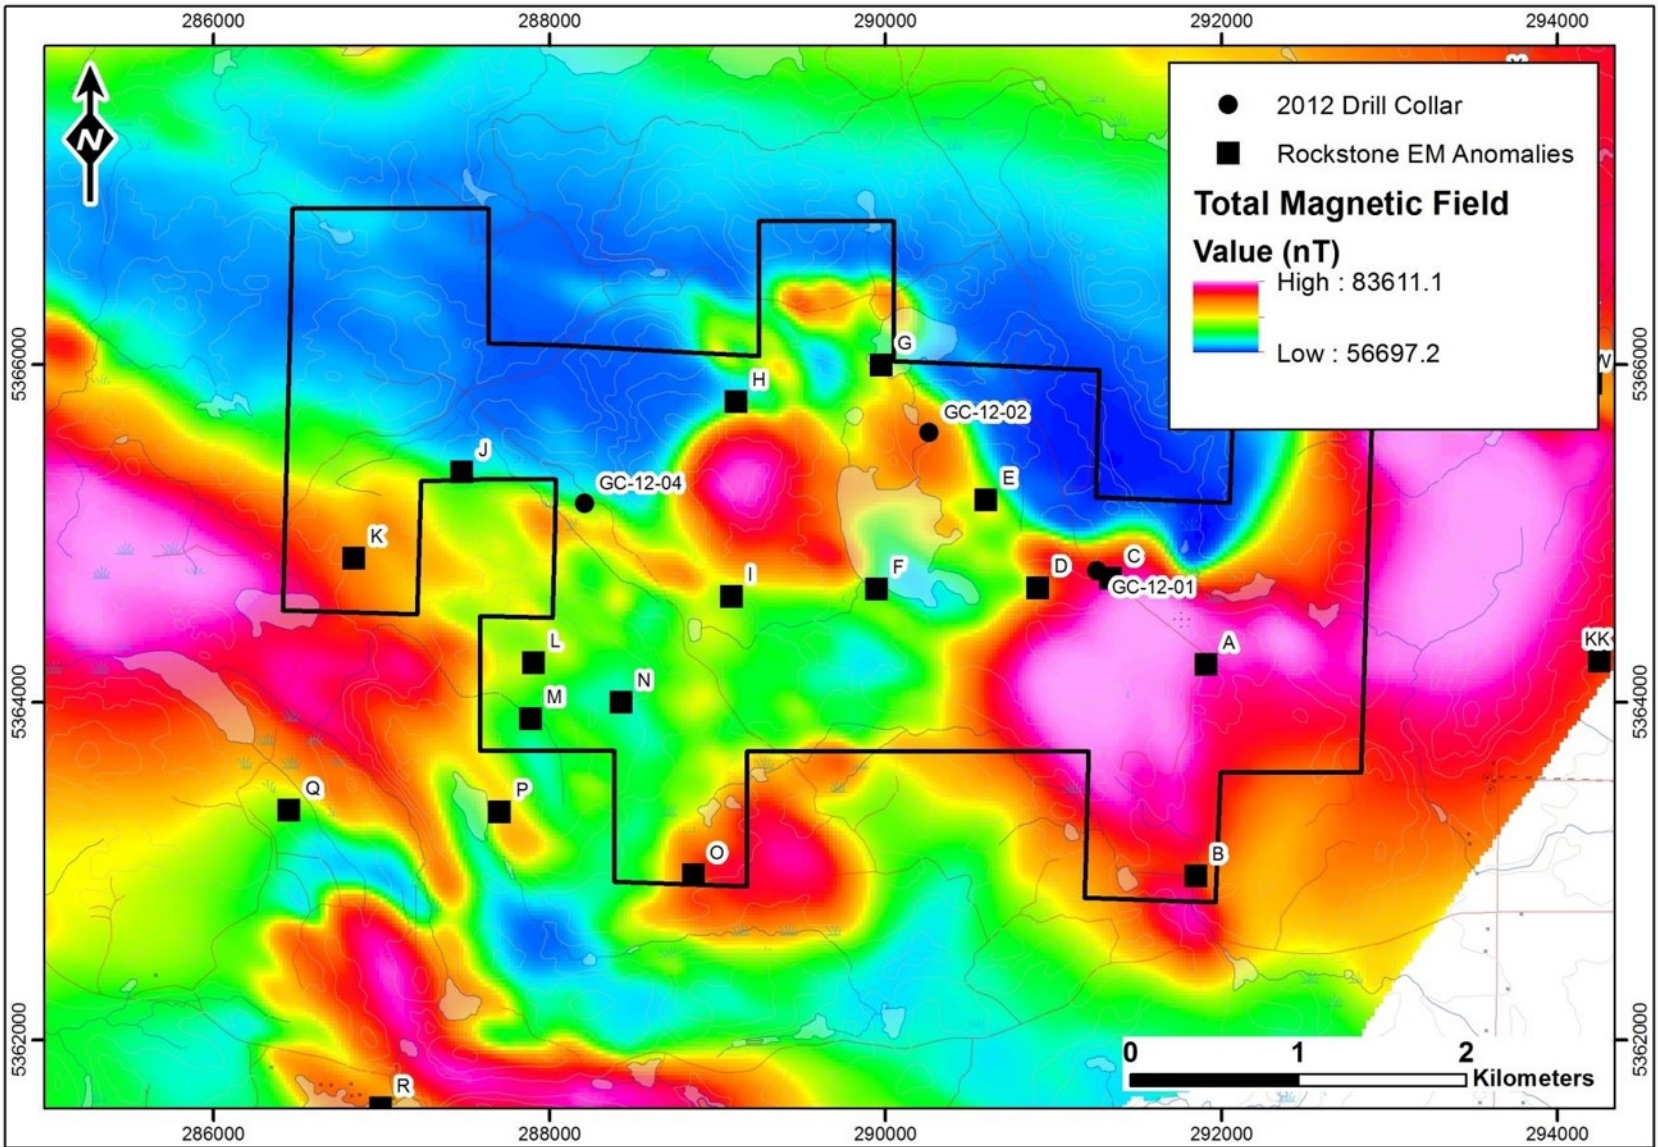 286000 288000 290000 292000 294000
N
2012 Drill Collar
Rockstone EM Anomalies
Total Magnetic Field
Value (nT)
High : 83611.1
Low : 56697.2
5366000
5366000
G
W
H
GC-12-02
J
GC-12-04
E
K
I
F
D
C
GC-12-01
L
A
KK
M
N
5364000
5364000
Q
P
O
B
5362000
5362000
R
0 1 2
Kilometers
286000 288000 290000 292000 294000